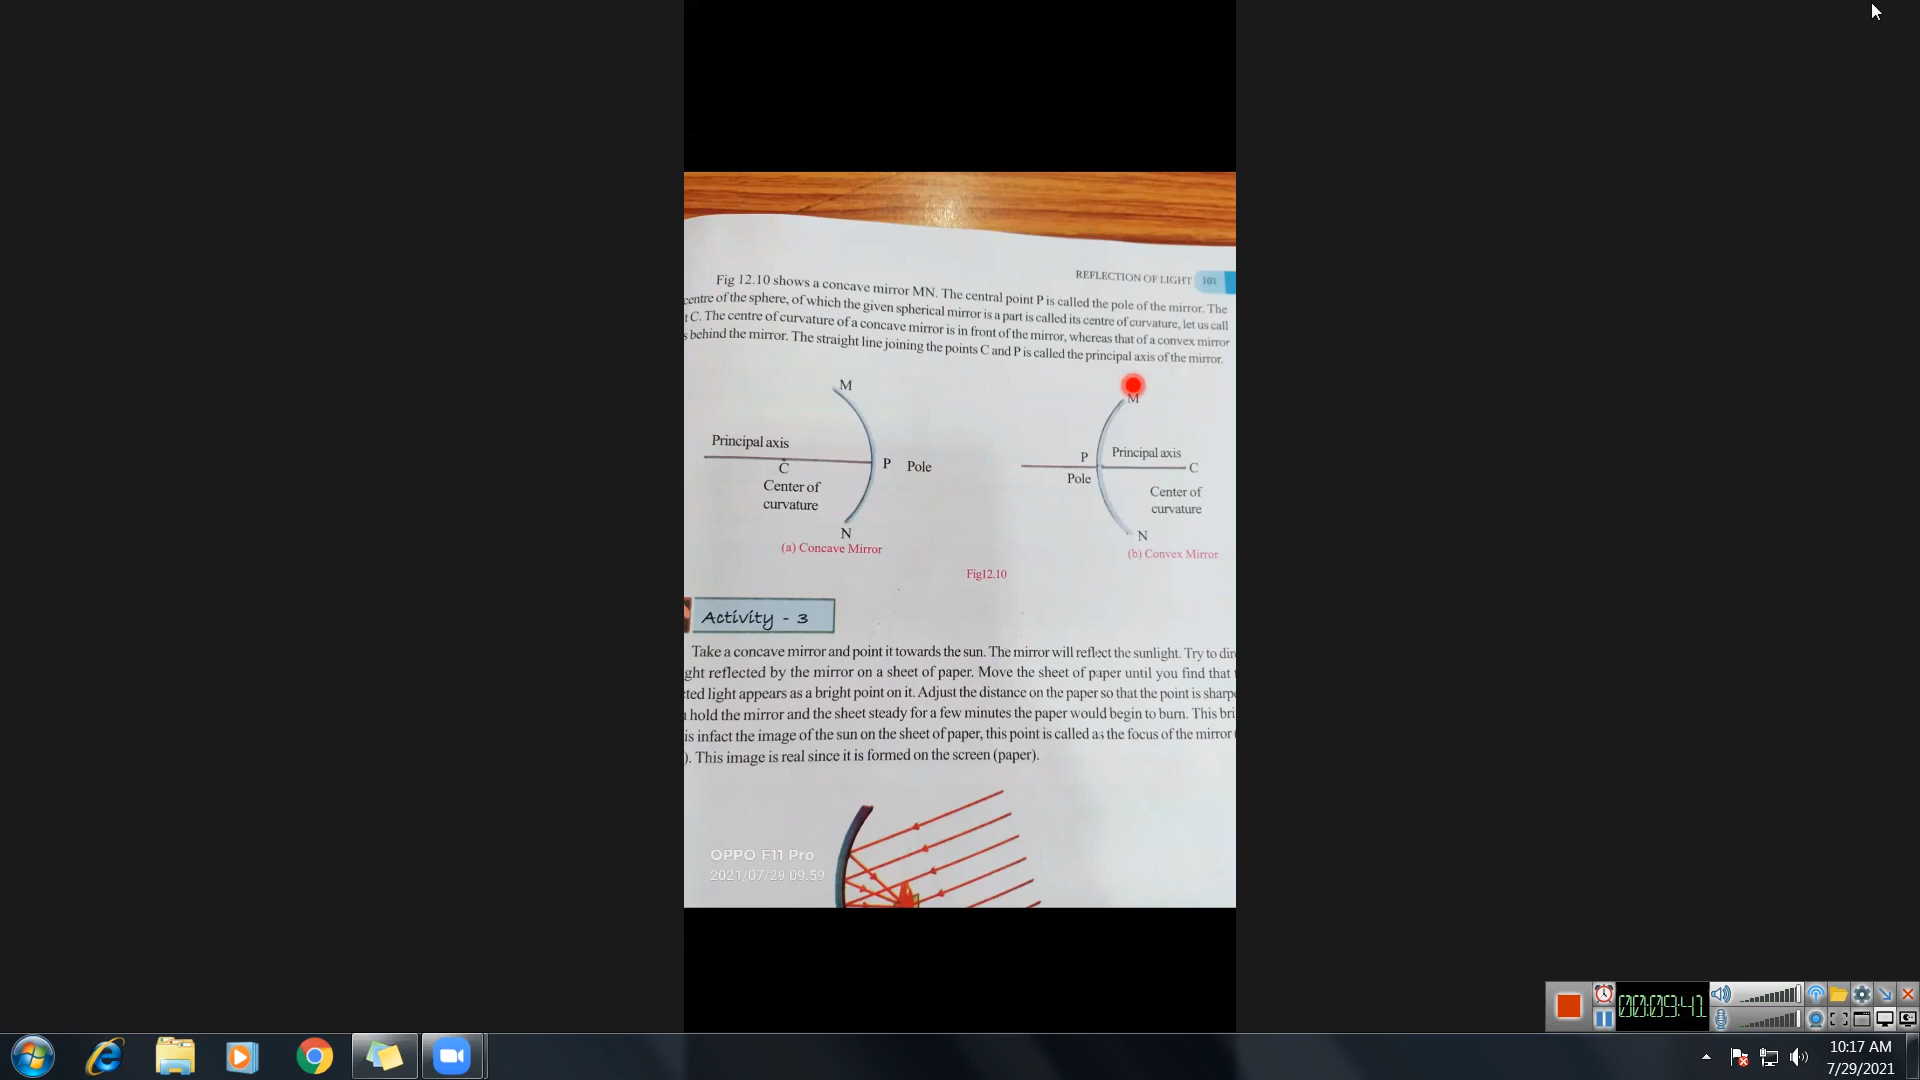 REFLECTION OF LIGHT 101
Fig 12.10 shows a concave mirror MN. The central point P is called the pole of the mirror. The
centre of the sphere, of which the given spherical mirror is a part is called its centre of curvature, let us call
C. The centre of curvature of a concave mirror is in front of the mirror, whereas that of a convex mirror
behind the mirror. The straight line joining the points C and P is called the principal axis of the mirror.
M
Principal axis
C
Center of
curvature
P Pole
N
(a) Concave Mirror
M
P
Pole
Principal axis
C
Center of
curvature
N
(b) Convex Mirror
Fig12.10
Activity - 3
Take a concave mirror and point it towards the sun. The mirror will reflect the sunlight. Try to dire
ght reflected by the mirror on a sheet of paper. Move the sheet of paper until you find that
ted light appears as a bright point on it. Adjust the distance on the paper so that the point is sharpe
hold the mirror and the sheet steady for a few minutes the paper would begin to burn. This bri
is infact the image of the sun on the sheet of paper, this point is called as the focus of the mirror (
). This image is real since it is formed on the screen (paper).
OPPO F11 Pro
2021/07/29 09:59
00:09:41
10:17 AM
7/29/2021